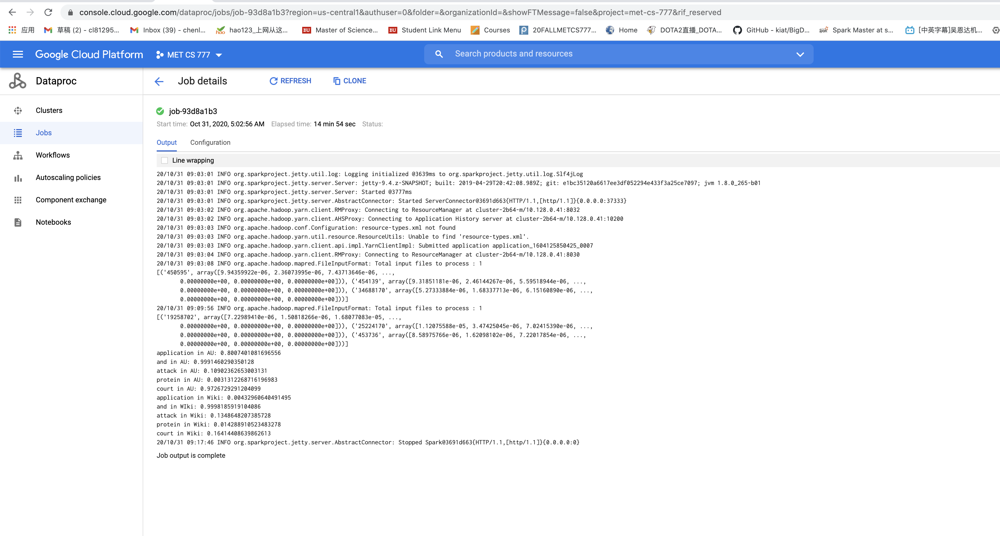 console.cloud.google.com/dataproc/jobs/job-93d8a1b3?region=us-central1&authuser=0&folder=&organizationId=&showFTMessage=false&project=met-cs-777&rif_reserved
应用 草稿 (2) - cl81295... Inbox (39) - chenl... hao123_上网从这... Master of Science... Student Link Menu Courses 20FALLMETCS777... Home DOTA2直播_DOTA... GitHub - kiat/BigD... Spark Master at s... [中英字幕]吴恩达机...
Google Cloud Platform MET CS 777 Search products and resources
Dataproc
Job details REFRESH CLONE
Clusters
Jobs
Workflows
Autoscaling policies
Component exchange
Notebooks
job-93d8a1b3
Start time: Oct 31, 2020, 5:02:56 AM Elapsed time: 14 min 54 sec Status:
Output Configuration
Line wrapping
20/10/31 09:03:01 INFO org.sparkproject.jetty.util.log: Logging initialized @3639ms to org.sparkproject.jetty.util.log.Slf4jLog
20/10/31 09:03:01 INFO org.sparkproject.jetty.server.Server: jetty-9.4.z-SNAPSHOT; built: 2019-04-29T20:42:08.989Z; git: e1bc35120a6617ee3df052294e433f3a25ce7097; jvm 1.8.0_265-b01
20/10/31 09:03:01 INFO org.sparkproject.jetty.server.Server: Started @3777ms
20/10/31 09:03:01 INFO org.sparkproject.jetty.server.AbstractConnector: Started ServerConnector@3691d663{HTTP/1.1,[http/1.1]}{0.0.0.0:37333}
20/10/31 09:03:02 INFO org.apache.hadoop.yarn.client.RMProxy: Connecting to ResourceManager at cluster-2b64-m/10.128.0.41:8032
20/10/31 09:03:02 INFO org.apache.hadoop.yarn.client.AHSProxy: Connecting to Application History server at cluster-2b64-m/10.128.0.41:10200
20/10/31 09:03:03 INFO org.apache.hadoop.conf.Configuration: resource-types.xml not found
20/10/31 09:03:03 INFO org.apache.hadoop.yarn.util.resource.ResourceUtils: Unable to find 'resource-types.xml'.
20/10/31 09:03:03 INFO org.apache.hadoop.yarn.client.api.impl.YarnClientImpl: Submitted application application_1604125850425_0007
20/10/31 09:03:04 INFO org.apache.hadoop.yarn.client.RMProxy: Connecting to ResourceManager at cluster-2b64-m/10.128.0.41:8030
20/10/31 09:03:08 INFO org.apache.hadoop.mapred.FileInputFormat: Total input files to process : 1
[('450595', array([9.94359922e-06, 2.36073995e-06, 7.43713646e-06, ...,
0.00000000e+00, 0.00000000e+00, 0.00000000e+00])), ('454139', array([9.31851181e-06, 2.46144267e-06, 5.59518944e-06, ...,
0.00000000e+00, 0.00000000e+00, 0.00000000e+00])), ('34688170', array([5.27333884e-06, 1.68337713e-06, 6.15160890e-06, ...,
0.00000000e+00, 0.00000000e+00, 0.00000000e+00]))]
20/10/31 09:09:56 INFO org.apache.hadoop.mapred.FileInputFormat: Total input files to process : 1
[('19258702', array([7.22989410e-06, 1.50818266e-06, 1.68077083e-05, ...,
0.00000000e+00, 0.00000000e+00, 0.00000000e+00])), ('25224170', array([1.12075588e-05, 3.47425045e-06, 7.02415390e-06, ...,
0.00000000e+00, 0.00000000e+00, 0.00000000e+00])), ('453736', array([8.58975766e-06, 1.62098102e-06, 7.22017854e-06, ...,
0.00000000e+00, 0.00000000e+00, 0.00000000e+00]))]
application in AU: 0.8007401081696556
and in AU: 0.9991460290350128
attack in AU: 0.10902362653003131
protein in AU: 0.0031312268716196983
court in AU: 0.9726729291204099
application in Wiki: 0.00432960640491495
and in WIki: 0.9998185919104086
attack in Wiki: 0.1348648207385728
protein in Wiki: 0.014288910523483278
court in Wiki: 0.16414408639862613
20/10/31 09:17:46 INFO org.sparkproject.jetty.server.AbstractConnector: Stopped Spark@3691d663{HTTP/1.1,[http/1.1]}{0.0.0.0:0}
Job output is complete